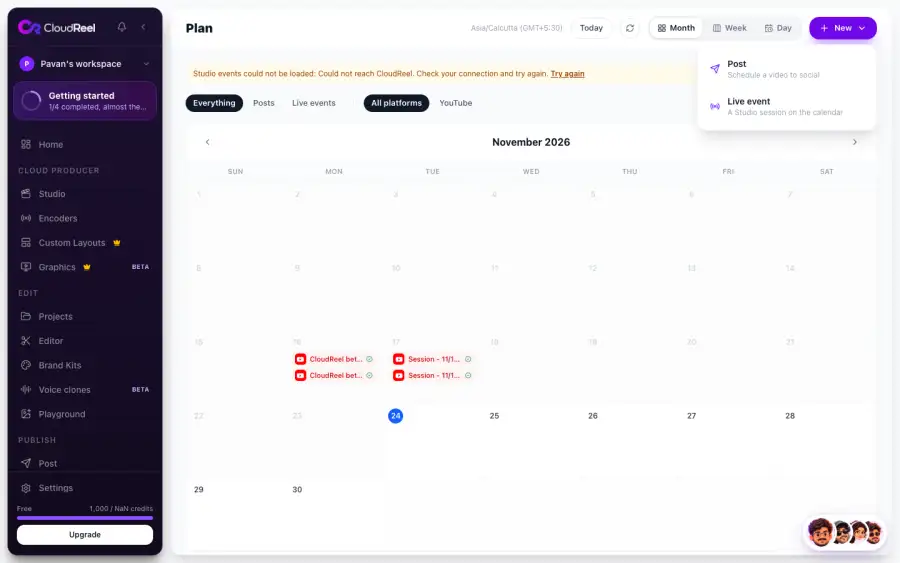 CloudReel
P Pavan's workspace
Getting started
1/4 completed, almost the...
Home
CLOUD PRODUCER
Studio
Encoders
Custom Layouts
Graphics BETA
EDIT
Projects
Editor
Brand Kits
Voice clones BETA
Playground
PUBLISH
Post
Settings
Free 1,000 / NaN credits
Upgrade
Plan
Asia/Calcutta (GMT+5:30) Today Month Week Day + New
Post
Schedule a video to social
Live event
A Studio session on the calendar
Studio events could not be loaded: Could not reach CloudReel. Check your connection and try again. Try again
Everything Posts Live events All platforms YouTube
November 2026
SUN MON TUE WED THU FRI SAT
1 2 3 4 5 6 7
8 9 10 11 12 13 14
15 16 17 18 19 20 21
CloudReel bet... Session - 11/1...
CloudReel bet... Session - 11/1...
22 23 24 25 26 27 28
29 30